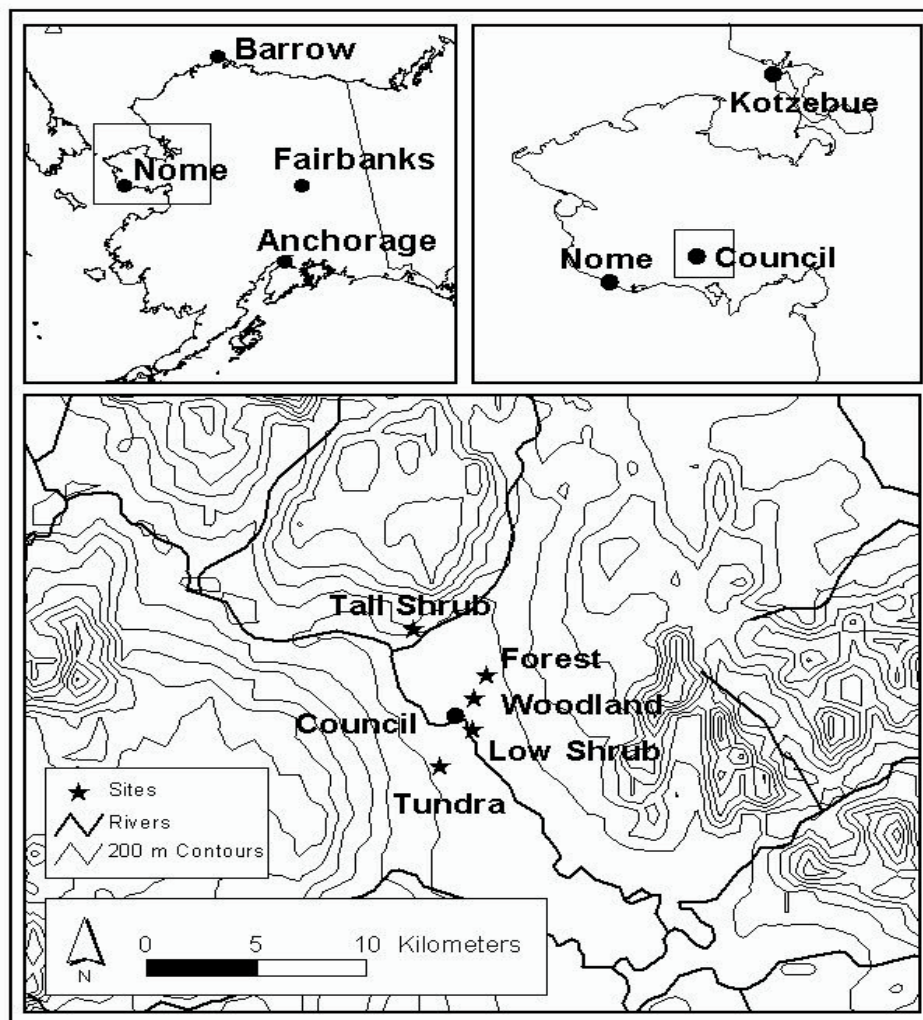 Barrow
Nome
Fairbanks
Anchorage
Kotzebue
Nome
Council
Tall Shrub
Forest
Woodland
Council
Low Shrub
Tundra
Sites
Rivers
200 m Contours
N
0 5 10 Kilometers